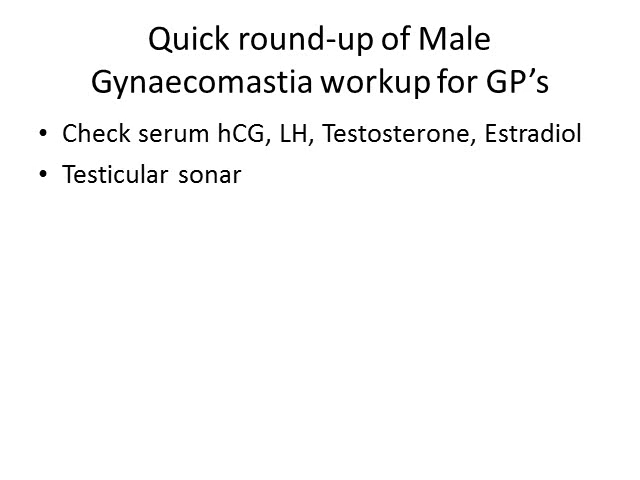 Quick round-up of Male
Gynaecomastia workup for GP’s
• Check serum hCG, LH, Testosterone, Estradiol
• Testicular sonar